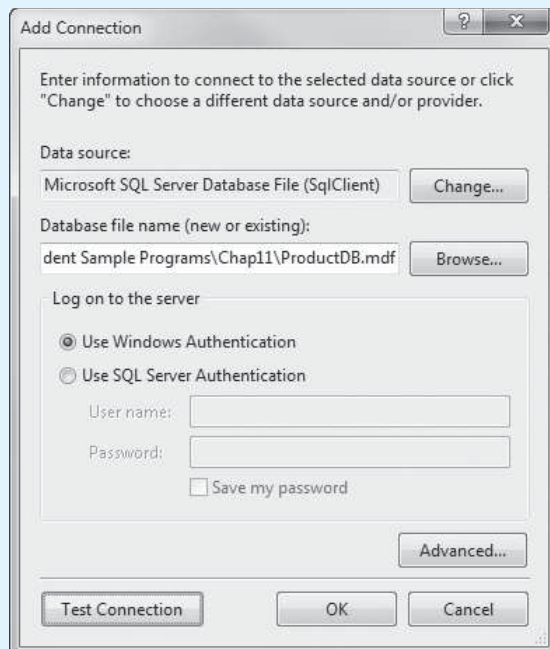 Add Connection
Enter information to connect to the selected data source or click
"Change" to choose a different data source and/or provider.
Data source:
Microsoft SQL Server Database File (SqlClient)
Change...
Database file name (new or existing):
dent Sample Programs\Chap11\ProductDB.mdf
Browse...
Log on to the server
Use Windows Authentication
Use SQL Server Authentication
User name:
Password:
Save my password
Advanced...
Test Connection
OK
Cancel